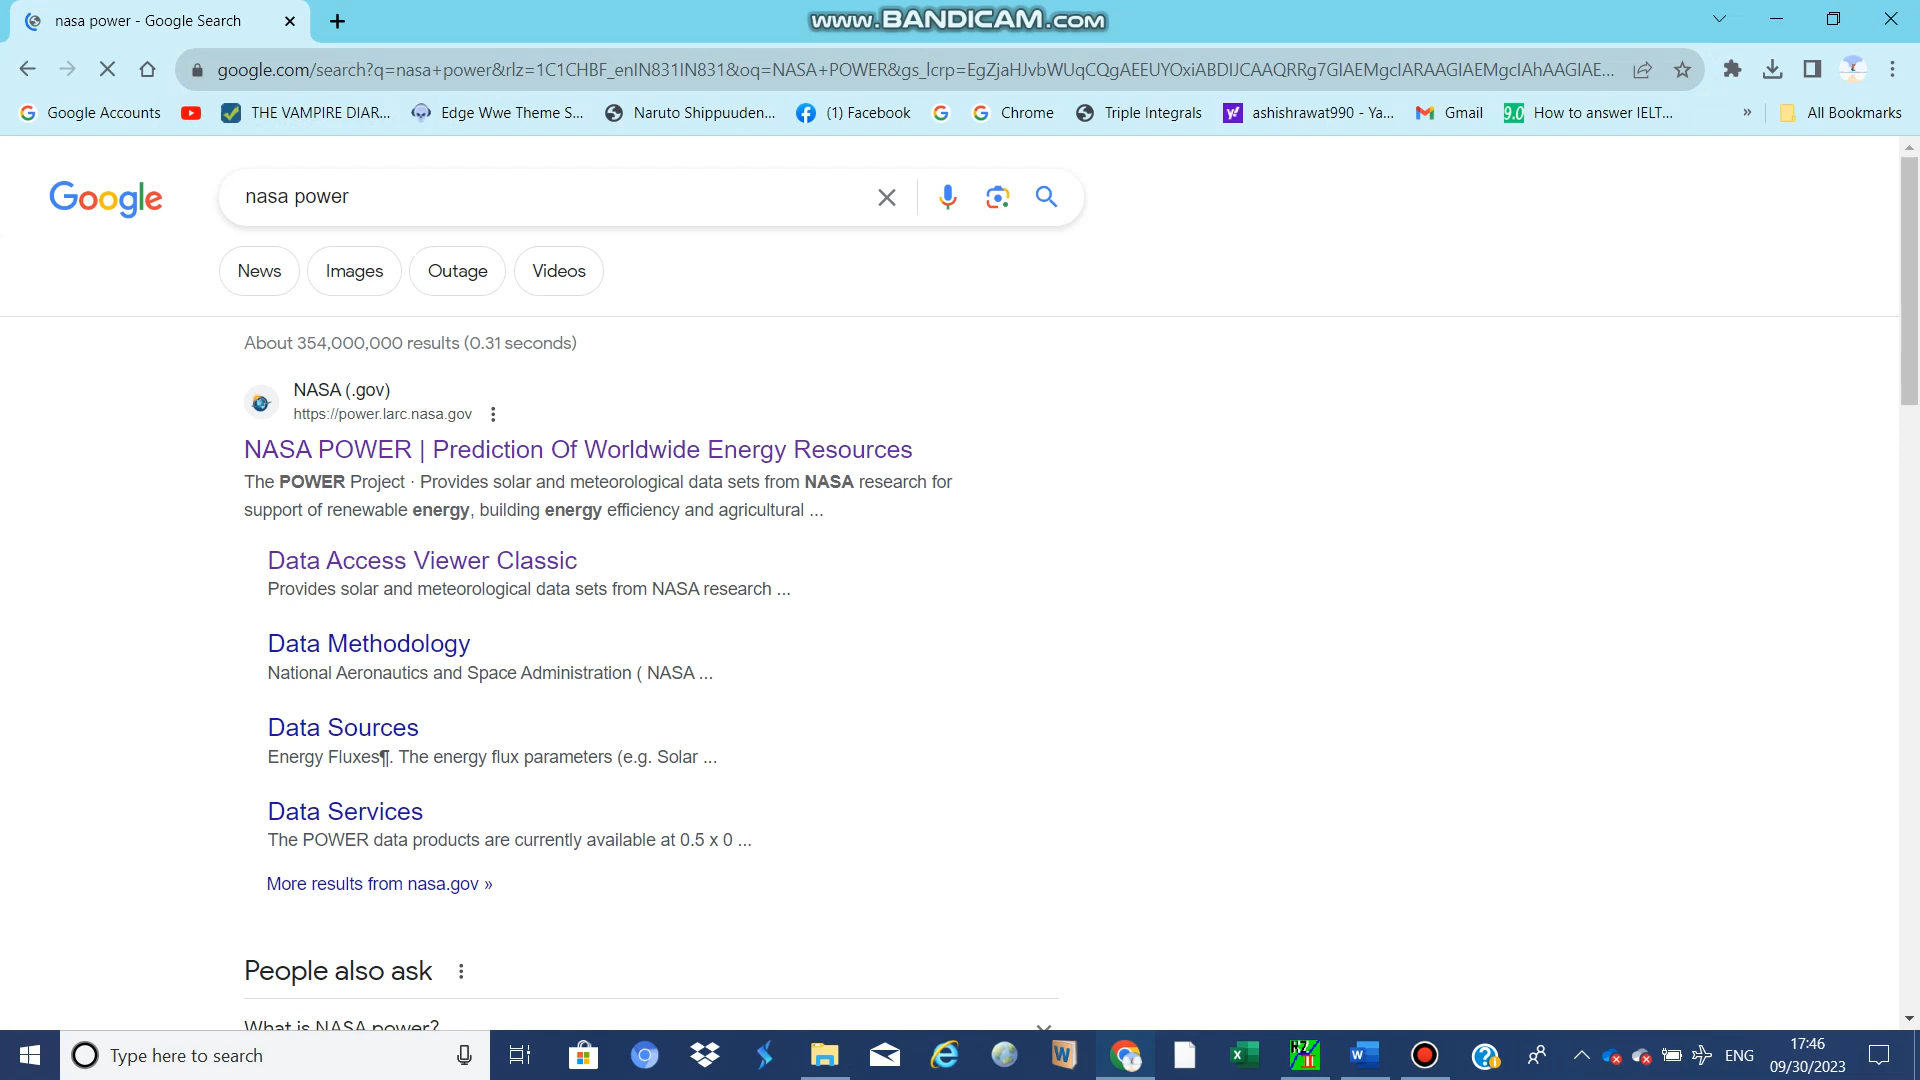 nasa power - Google Search
www.BANDICAM.com
google.com/search?q=nasa+power&rlz=1C1CHBF_enIN831IN831&oq=NASA+POWER&gs_lcrp=EgZjaHJvbWUqCQgAEEUYOxiABDIJCAAQRRg7GIAEMgcIARAAGIAEMgcIAhAAGIAE...
Google Accounts
THE VAMPIRE DIAR...
Edge Wwe Theme S...
Naruto Shippuuden...
(1) Facebook
Chrome
Triple Integrals
ashishrawat990 - Ya...
Gmail
9.0 How to answer IELT...
»
All Bookmarks
Google
nasa power
News
Images
Outage
Videos
About 354,000,000 results (0.31 seconds)
NASA (.gov)
https://power.larc.nasa.gov
NASA POWER | Prediction Of Worldwide Energy Resources
The POWER Project · Provides solar and meteorological data sets from NASA research for
support of renewable energy, building energy efficiency and agricultural ...
Data Access Viewer Classic
Provides solar and meteorological data sets from NASA research ...
Data Methodology
National Aeronautics and Space Administration ( NASA ...
Data Sources
Energy Fluxes¶. The energy flux parameters (e.g. Solar ...
Data Services
The POWER data products are currently available at 0.5 x 0 ...
More results from nasa.gov »
People also ask
What is NASA power?
Type here to search
ENG
17:46
09/30/2023